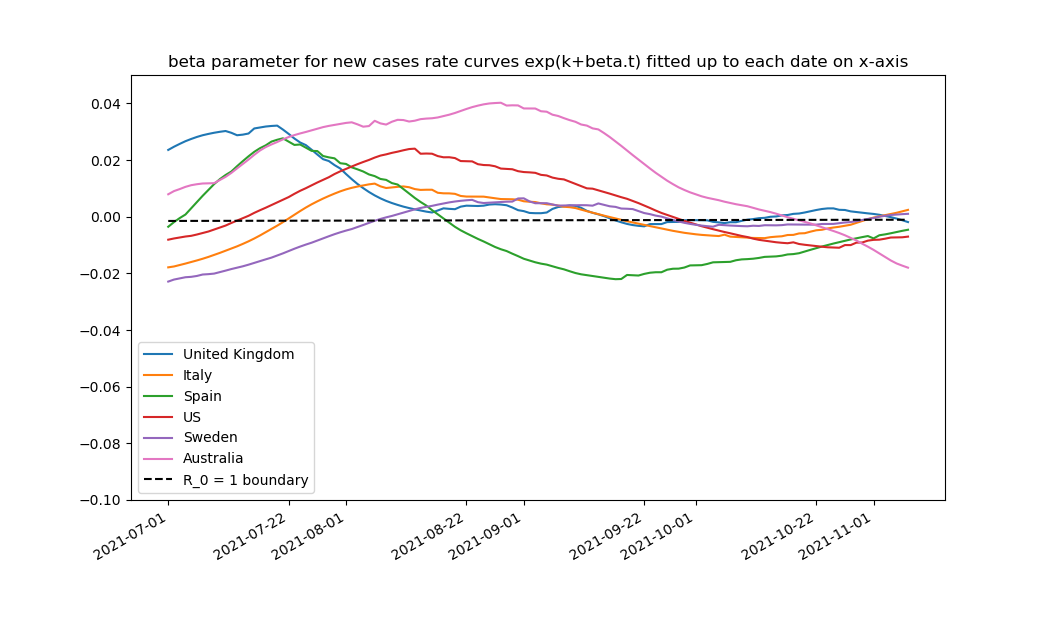 beta parameter for new cases rate curves exp(k+beta.t) fitted up to each date on x-axis
0.04
0.02
0.00
−0.02
−0.04
−0.06
−0.08
−0.10
United Kingdom
Italy
Spain
US
Sweden
Australia
R_0 = 1 boundary
2021-07-01
2021-07-22
2021-08-01
2021-08-22
2021-09-01
2021-09-22
2021-10-01
2021-10-22
2021-11-01